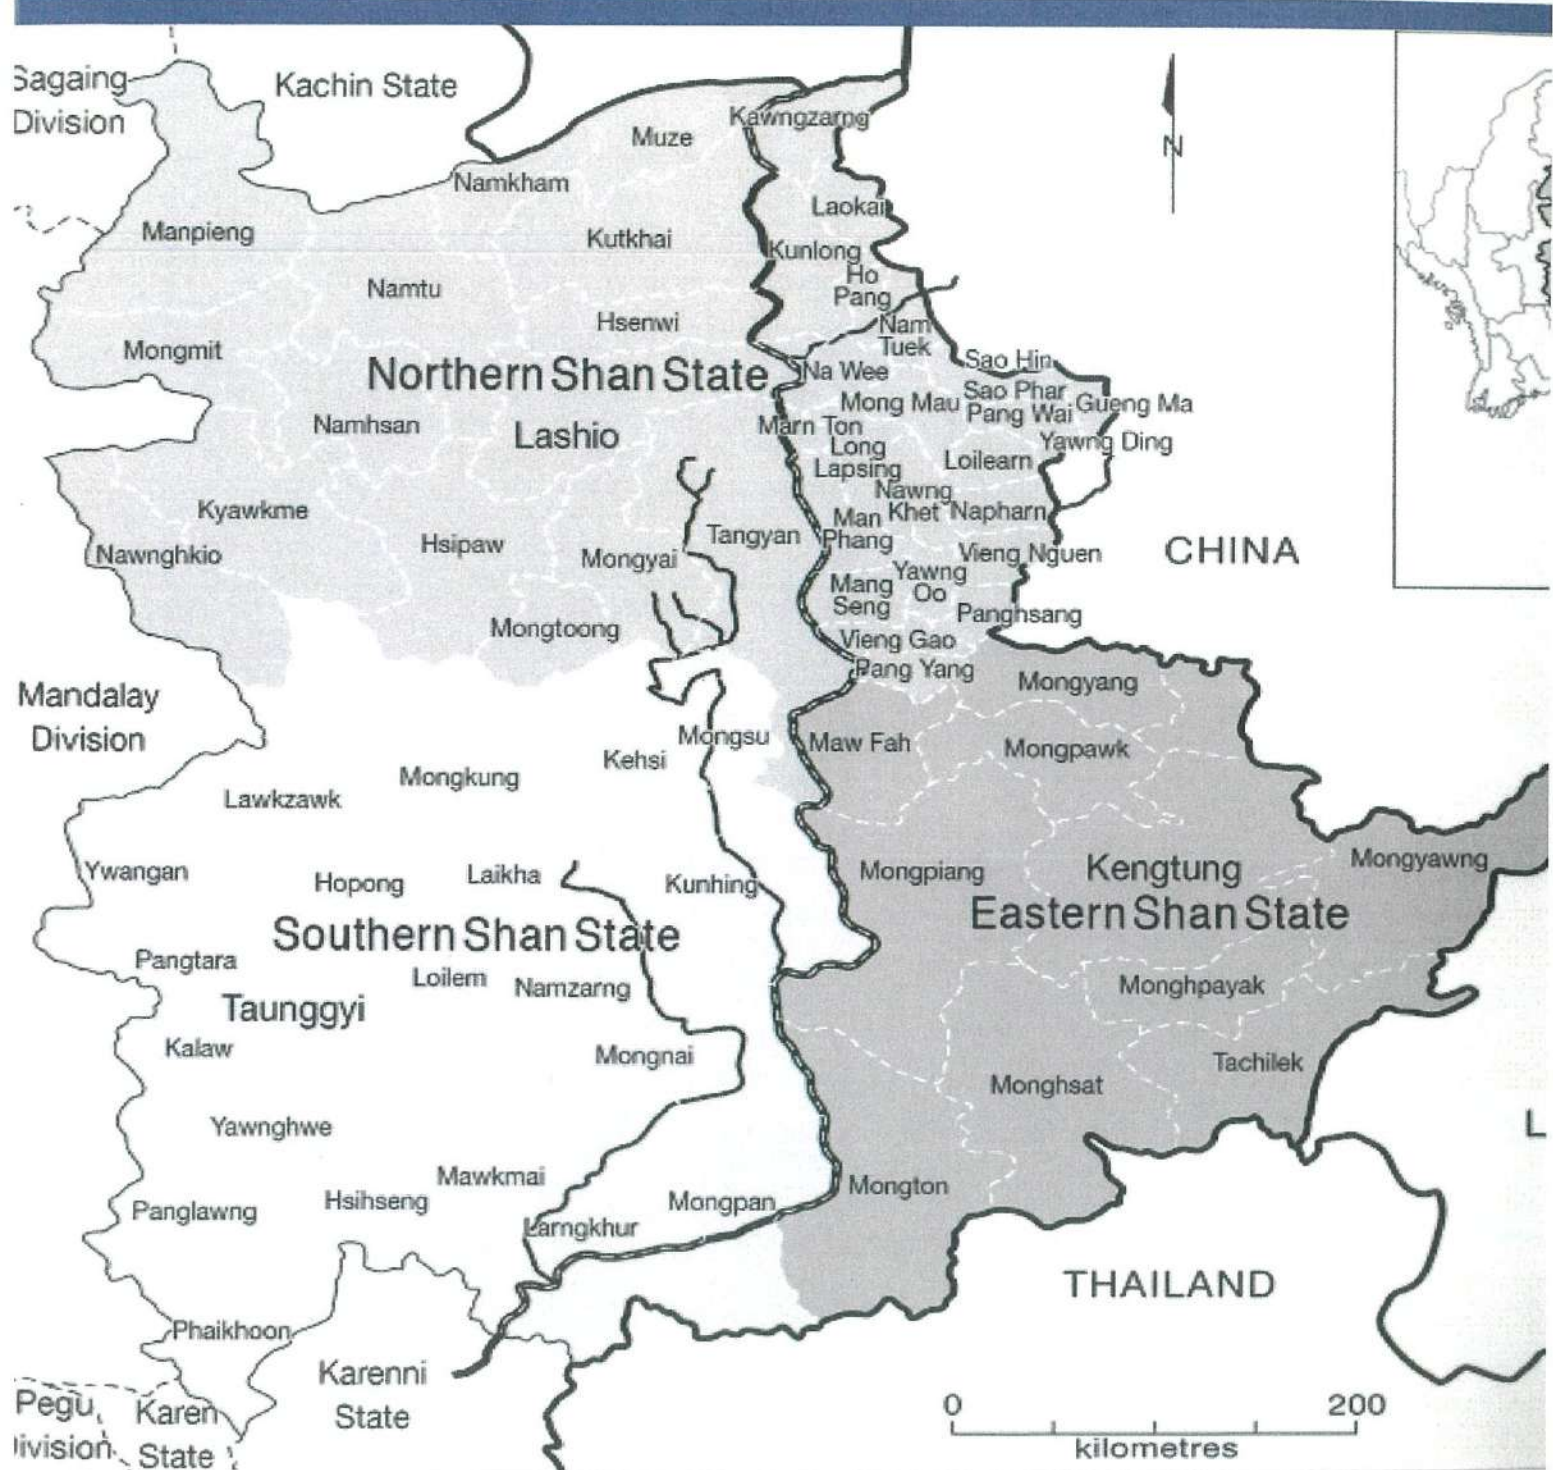 Sagaing
Division
Kachin State
Kawngzarng
Muze
N
Namkham
Laokai
Manpieng
Kutkhai
Kunlong
Ho
Pang
Namtu
Hsenwi
Nam
Tuek
Mongmit
Sao Hin
Northern Shan State
Na Wee
Sao Phar
Mong Mau
Pang Wai
Gueng Ma
Namhsan
Lashio
Marn Ton
Yawng Ding
Long
Lapsing
Loilearn
Nawng
Khet
Kyawkme
Man
Phang
Napharn
Tangyan
Hsipaw
Nawnghkio
Mongyai
Vieng Nguen
CHINA
Yawng
Oo
Mang
Seng
Panghsang
Mongtoong
Vieng Gao
Pang Yang
Mongyang
Mandalay
Division
Mongsu
Maw Fah
Mongpawk
Kehsi
Mongkung
Lawkzawk
Ywangan
Hopong
Laikha
Kunhing
Mongpiang
Kengtung
Mongyawng
Eastern Shan State
Southern Shan State
Pangtara
Loilem
Namzarng
Monghpayak
Taunggyi
Kalaw
Mongnai
Tachilek
Monghsat
Yawnghwe
L
Mawkmai
Mongton
Hsihseng
Mongpan
Panglawng
Larngkhur
THAILAND
Phaikhoon
Karenni
State
Pegu
ivision
Karen
State
0 200
kilometres